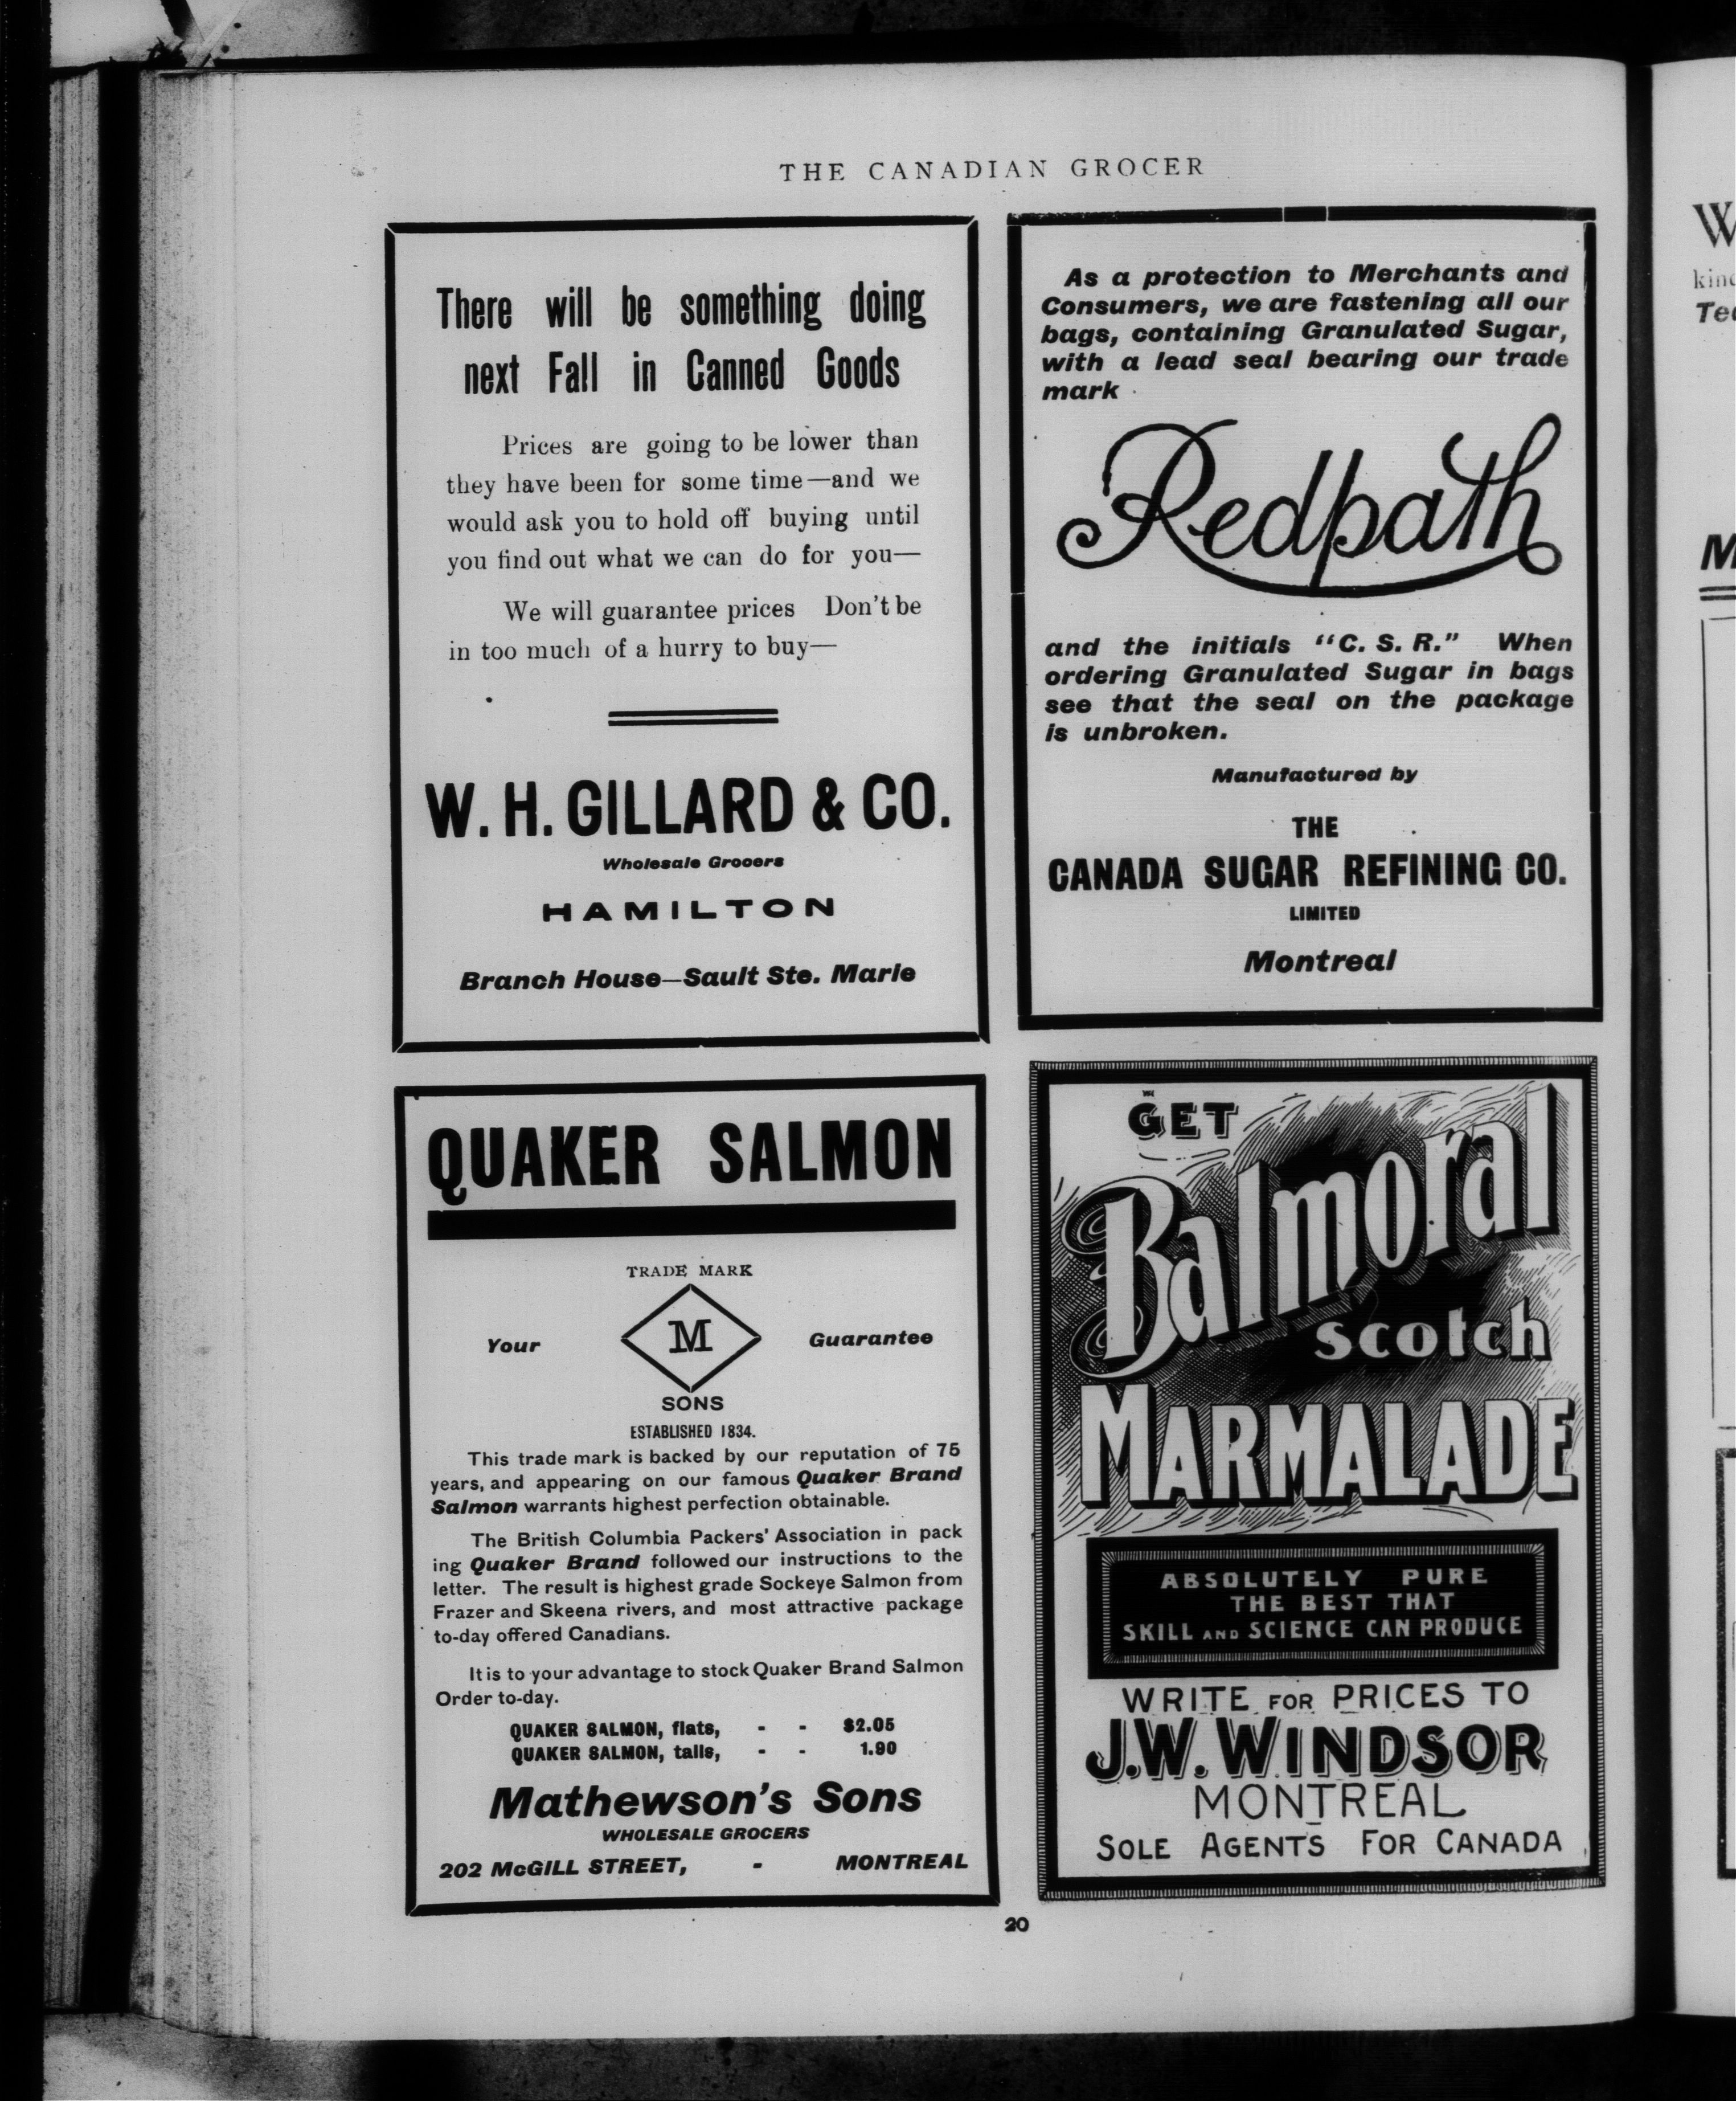 THE CANADIAN GROCER
There will be something doing
next Fall in Canned Goods
Prices are going to be lower than
they have been for some time—and we
would ask you to hold off buying until
you find out what we can do for you—
We will guarantee prices Don't be
in too much of a hurry to buy—
W. H. GILLARD & CO.
Wholesale Grocers
HAMILTON
Branch House—Sault Ste. Marie
As a protection to Merchants and
Consumers, we are fastening all our
bags, containing Granulated Sugar,
with a lead seal bearing our trade
mark
Redpath
and the initials "C. S. R." When
ordering Granulated Sugar in bags
see that the seal on the package
is unbroken.
Manufactured by
THE
CANADA SUGAR REFINING CO.
LIMITED
Montreal
QUAKER SALMON
TRADE MARK
Your M Guarantee
SONS
ESTABLISHED 1834.
This trade mark is backed by our reputation of 75
years, and appearing on our famous Quaker Brand
Salmon warrants highest perfection obtainable.
The British Columbia Packers' Association in pack
ing Quaker Brand followed our instructions to the
letter. The result is highest grade Sockeye Salmon from
Frazer and Skeena rivers, and most attractive package
to-day offered Canadians.
It is to your advantage to stock Quaker Brand Salmon
Order to-day.
QUAKER SALMON, flats, - - $2.05
QUAKER SALMON, talls, - - 1.90
Mathewson's Sons
WHOLESALE GROCERS
202 McGILL STREET, - MONTREAL
GET
Balmoral
Scotch
MARMALADE
ABSOLUTELY PURE
THE BEST THAT
SKILL AND SCIENCE CAN PRODUCE
WRITE FOR PRICES TO
J.W. WINDSOR
MONTREAL
SOLE AGENTS FOR CANADA
20
W
kin
Te
M